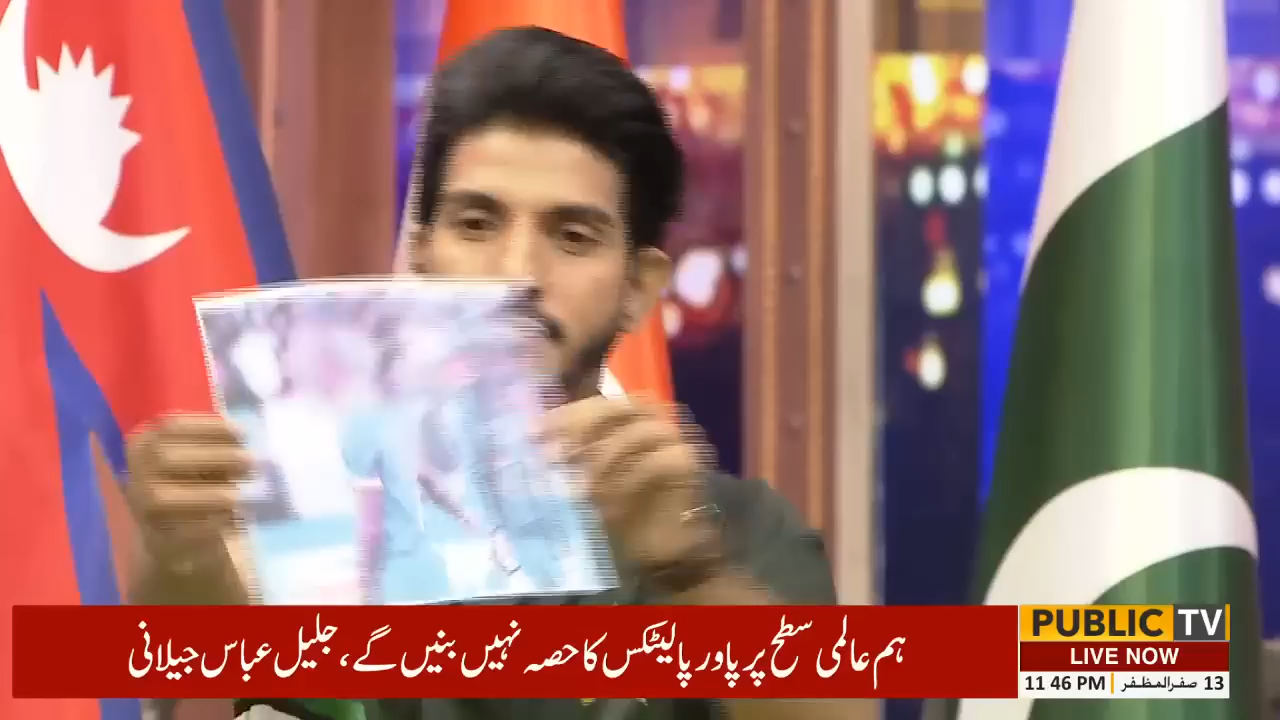 ہم عالمی سطح پر پاور پالیٹکس کا حصہ نہیں بنیں گے، جلیل عباس جیلانی
PUBLIC TV
LIVE NOW
11 46 PM | 13 صفرالمظفر